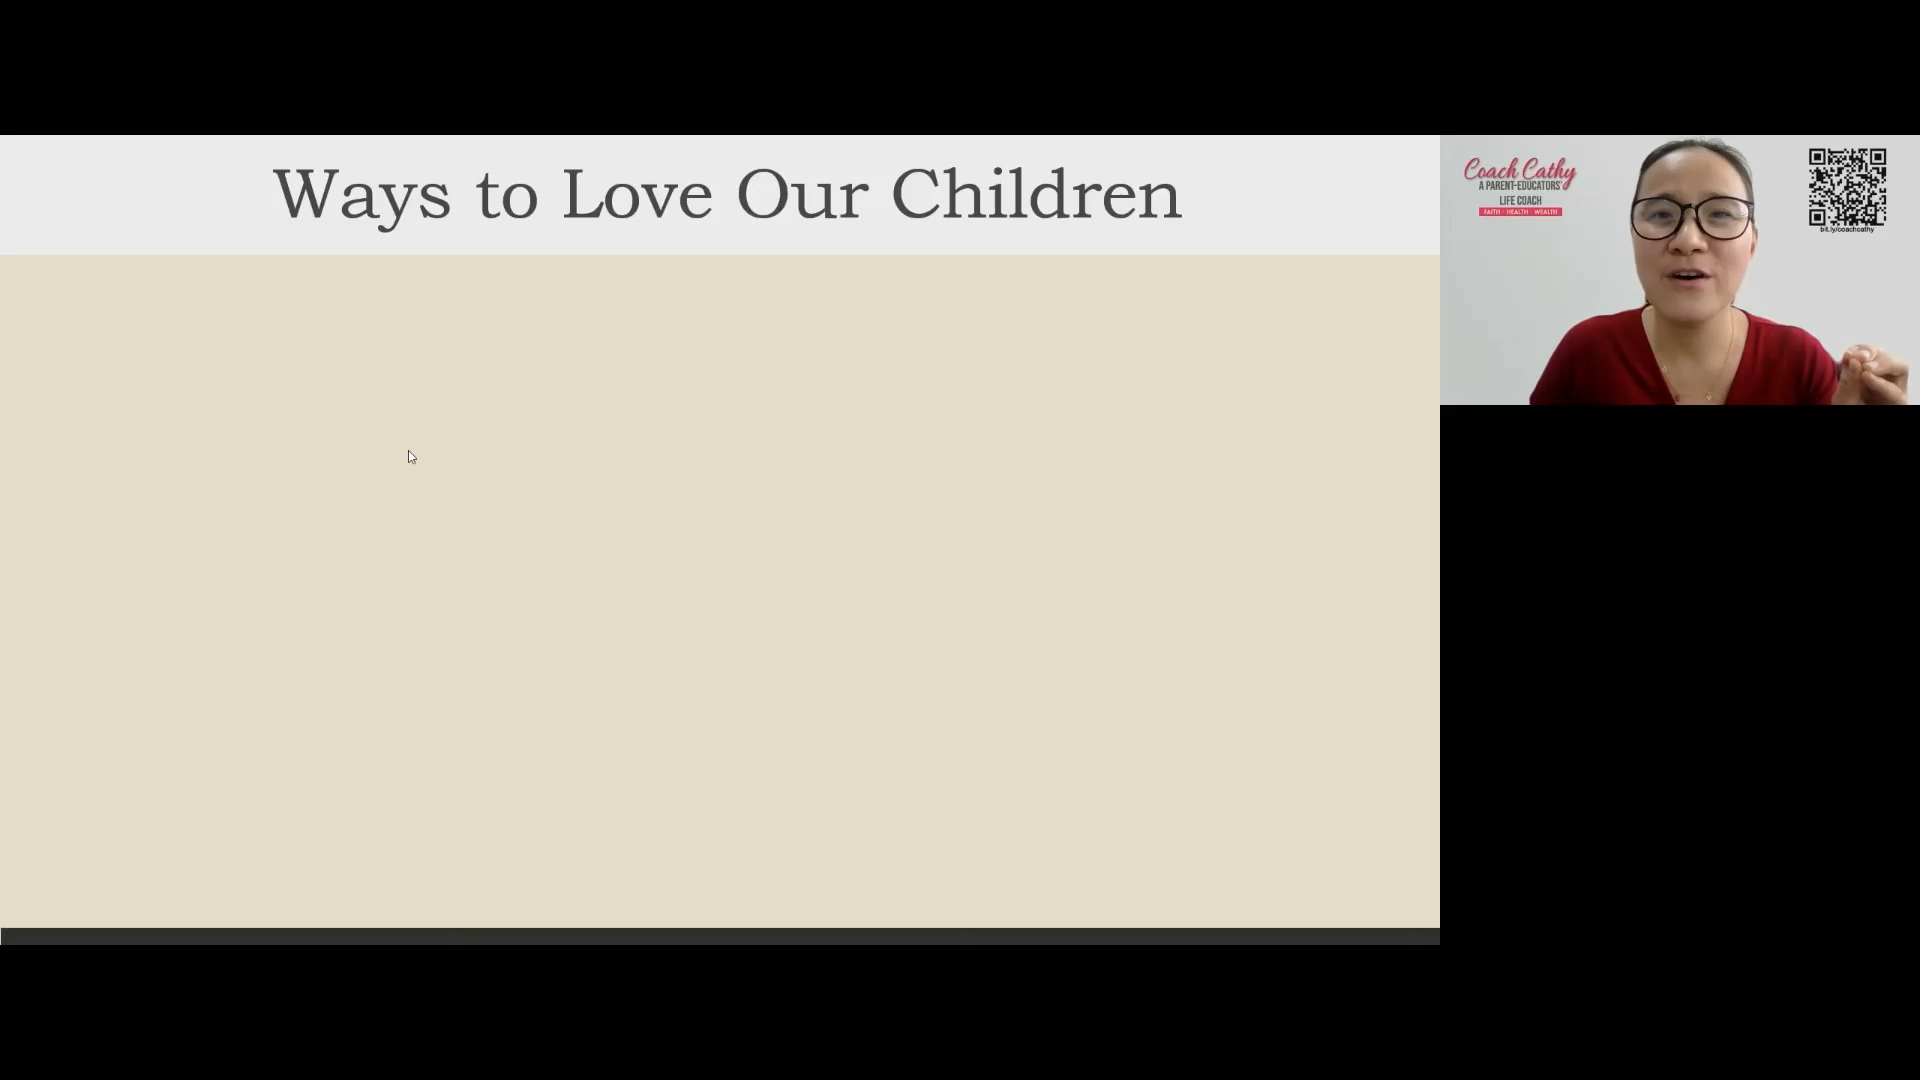 Ways to Love Our Children
Coach Cathy
A PARENT-EDUCATORS'
LIFE COACH
FAITH · HEALTH · WEALTH
bit.ly/coachcathy